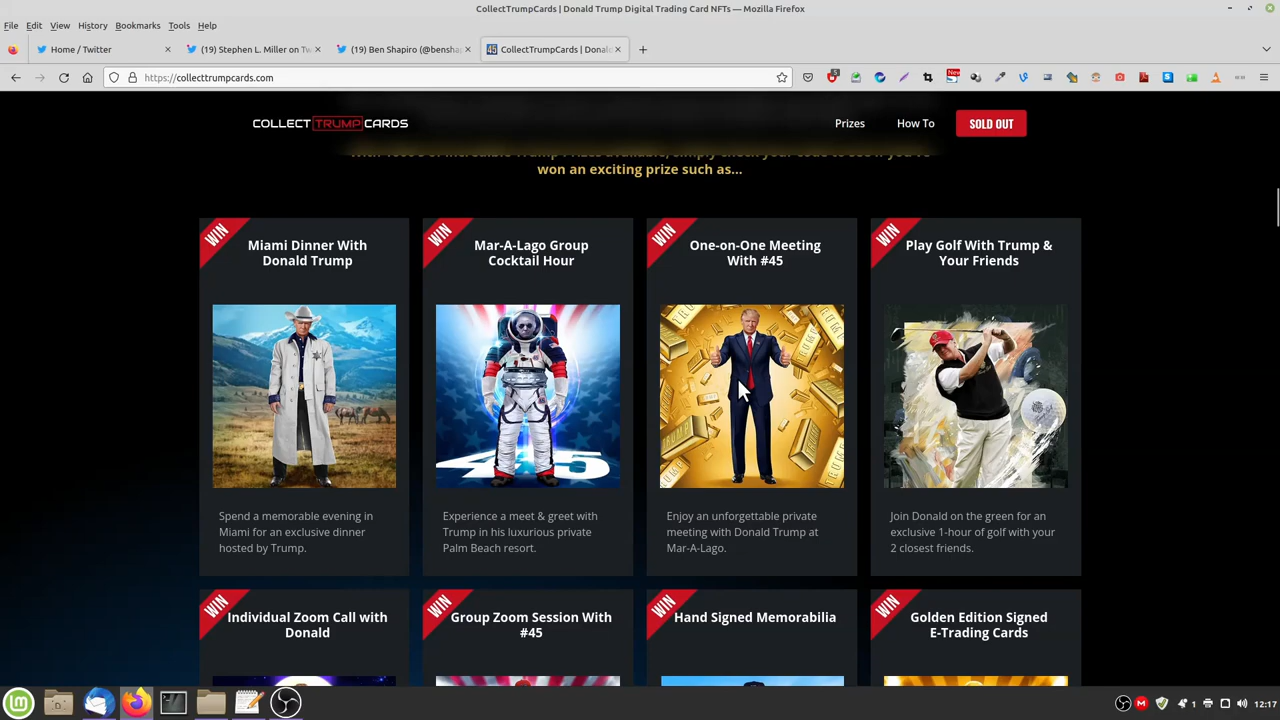 CollectTrumpCards | Donald Trump Digital Trading Card NFTs — Mozilla Firefox
File Edit View History Bookmarks Tools Help
Home / Twitter
(19) Stephen L. Miller on Tw
(19) Ben Shapiro (@bensha
CollectTrumpCards | Donal
https://collecttrumpcards.com
5
New
COLLECT TRUMP CARDS
Prizes
How To
SOLD OUT
won an exciting prize such as...
WIN
Miami Dinner With
Donald Trump
Spend a memorable evening in
Miami for an exclusive dinner
hosted by Trump.
WIN
Mar-A-Lago Group
Cocktail Hour
45
Experience a meet & greet with
Trump in his luxurious private
Palm Beach resort.
WIN
One-on-One Meeting
With #45
TRUMP
Enjoy an unforgettable private
meeting with Donald Trump at
Mar-A-Lago.
WIN
Play Golf With Trump &
Your Friends
Join Donald on the green for an
exclusive 1-hour of golf with your
2 closest friends.
WIN
Individual Zoom Call with
Donald
WIN
Group Zoom Session With
#45
WIN
Hand Signed Memorabilia
WIN
Golden Edition Signed
E-Trading Cards
1
12:17